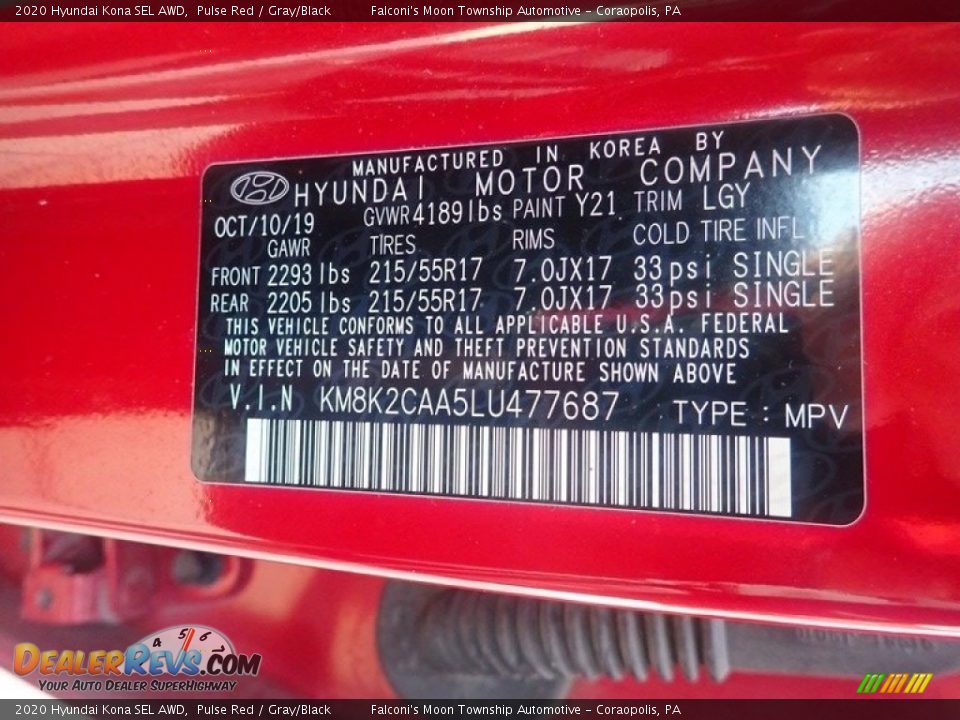 2020 Hyundai Kona SEL AWD, Pulse Red / Gray/Black Falconi's Moon Township Automotive - Coraopolis, PA
MANUFACTURED IN KOREA BY
HYUNDAI MOTOR COMPANY
OCT/10/19 GVWR 4189lbs PAINT Y21 TRIM LGY
GAWR TIRES RIMS COLD TIRE INFL.
FRONT 2293lbs 215/55R17 7.0JX17 33psi SINGLE
REAR 2205lbs 215/55R17 7.0JX17 33psi SINGLE
THIS VEHICLE CONFORMS TO ALL APPLICABLE U.S.A. FEDERAL
MOTOR VEHICLE SAFETY AND THEFT PREVENTION STANDARDS
IN EFFECT ON THE DATE OF MANUFACTURE SHOWN ABOVE
V.I.N KM8K2CAA5LU477687 TYPE : MPV
4 5 6
DEALERREVS.COM
YOUR AUTO DEALER SUPERHIGHWAY
2020 Hyundai Kona SEL AWD, Pulse Red / Gray/Black Falconi's Moon Township Automotive - Coraopolis, PA